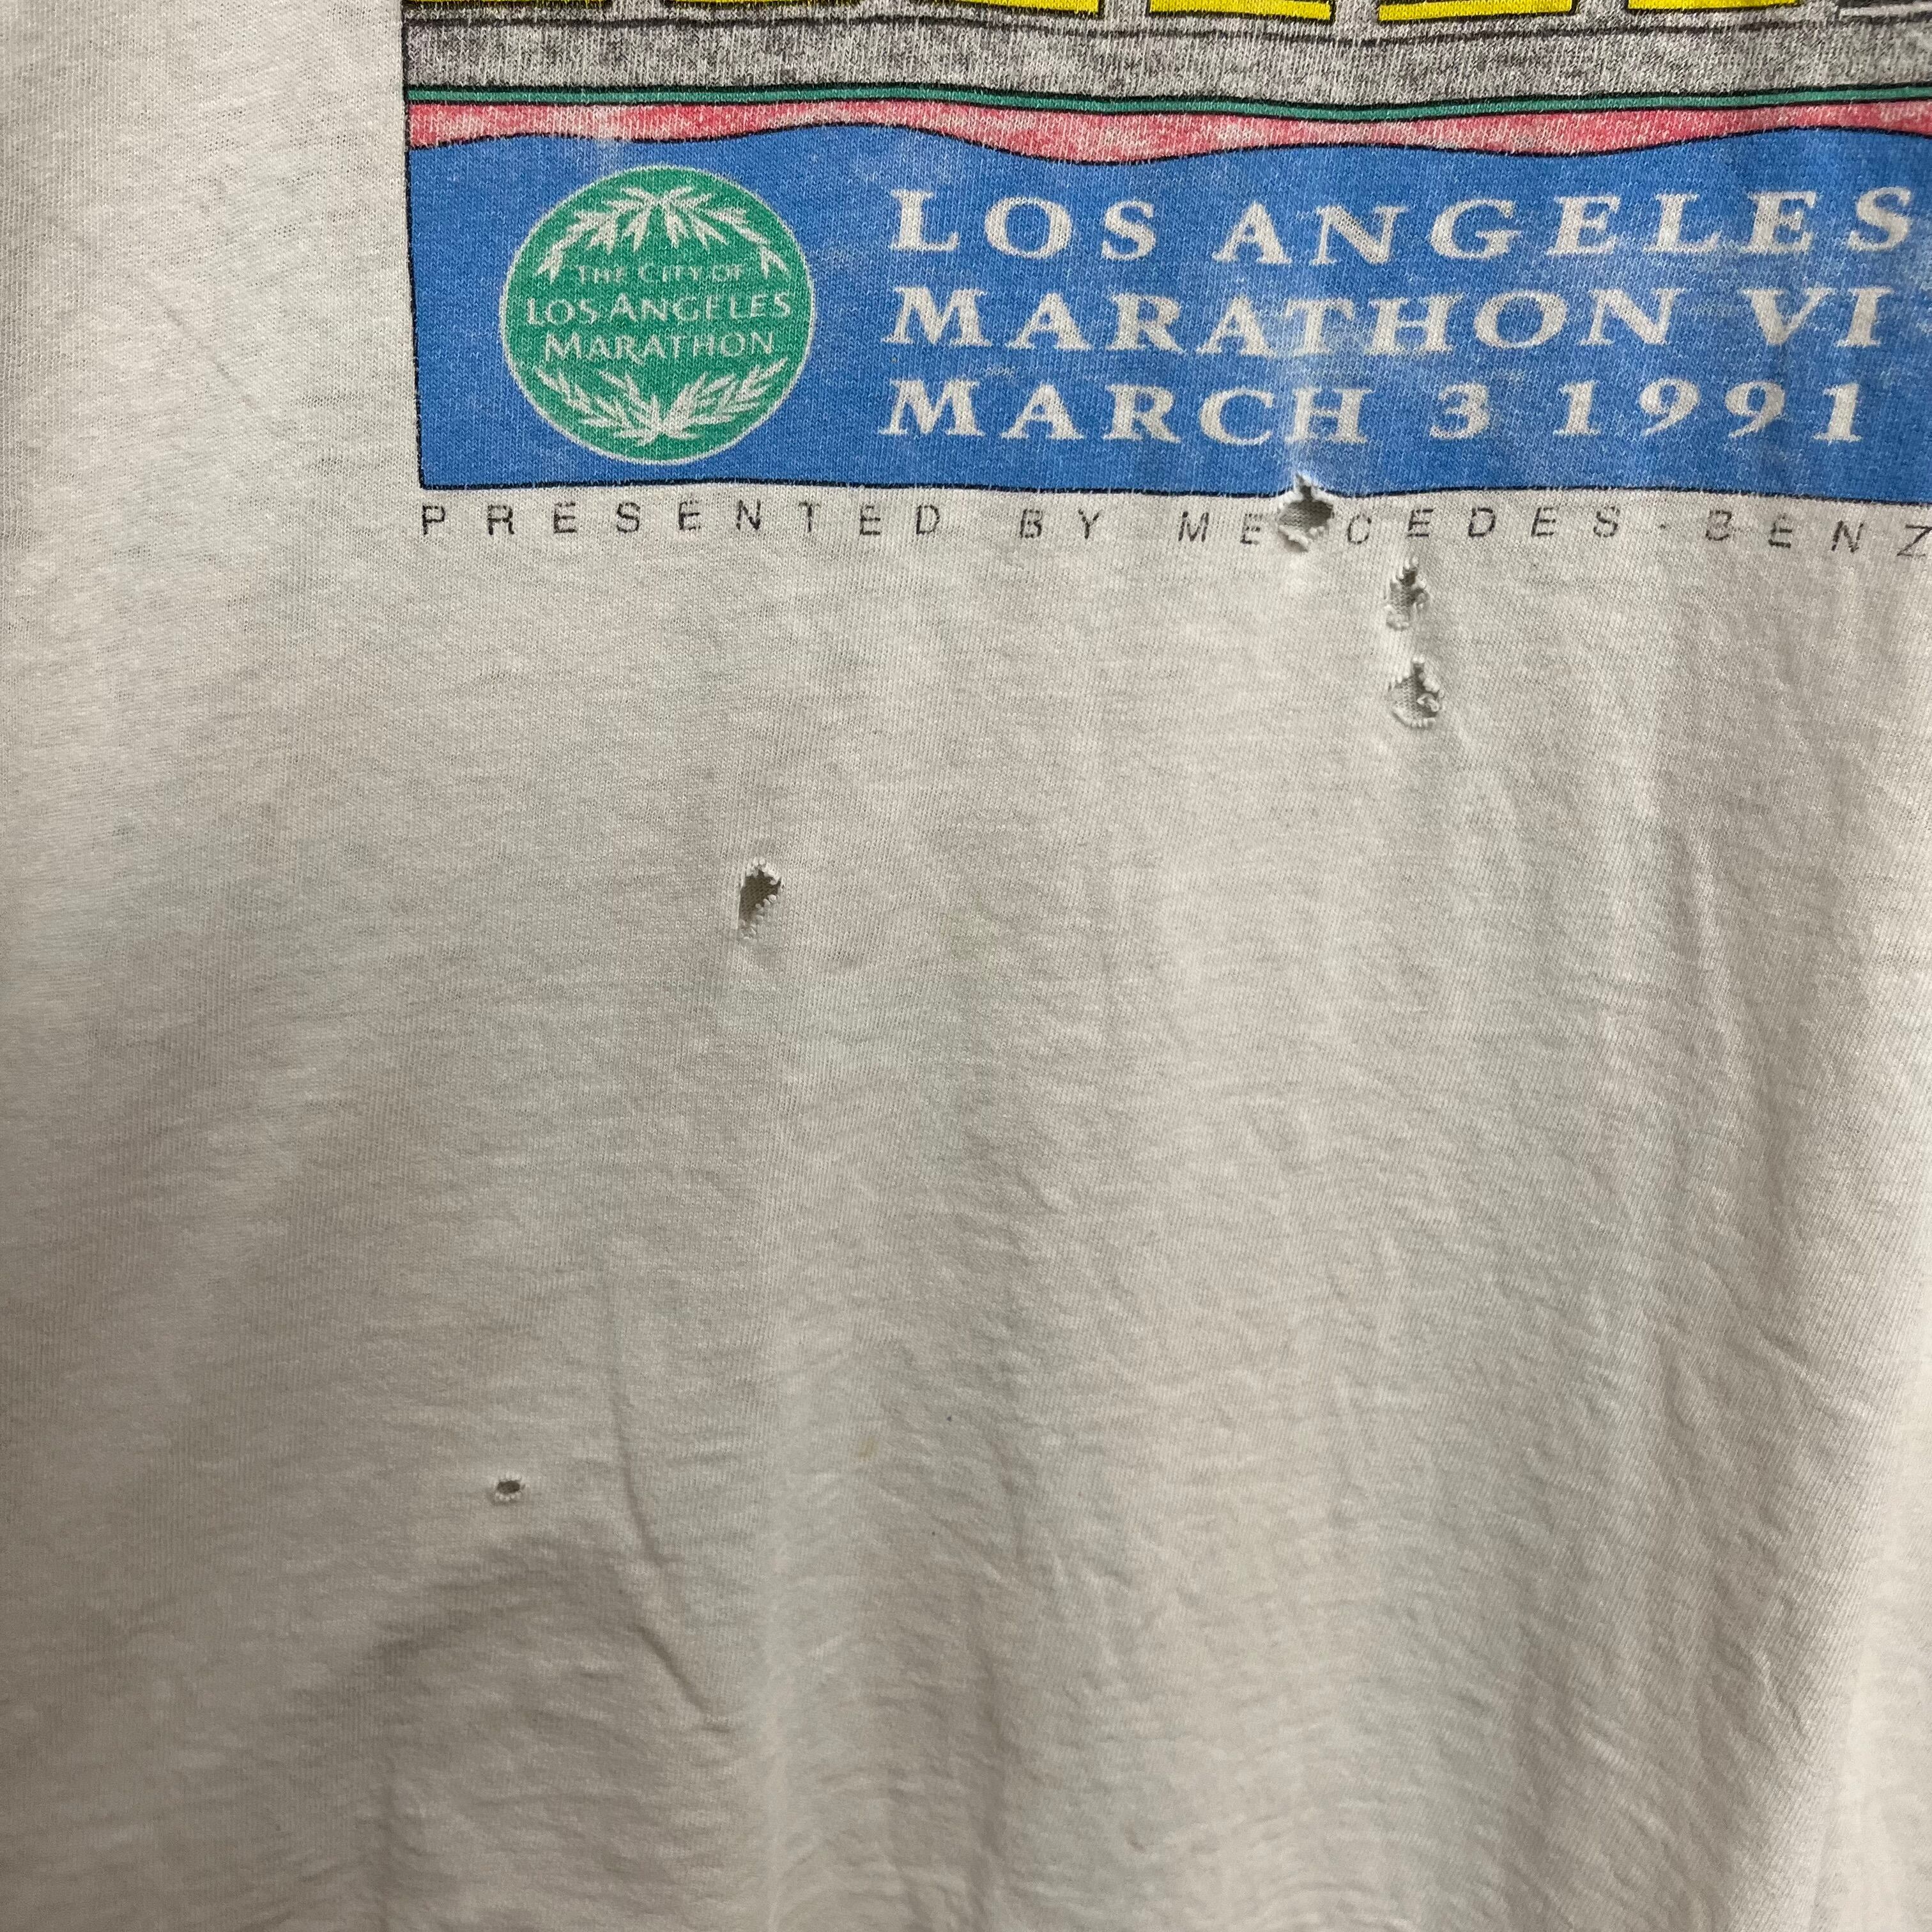 THE CITY OF
LOS ANGELES
MARATHON
LOS ANGELES
MARATHON VI
MARCH 3 1991
PRESENTED BY MERCEDES-BENZ